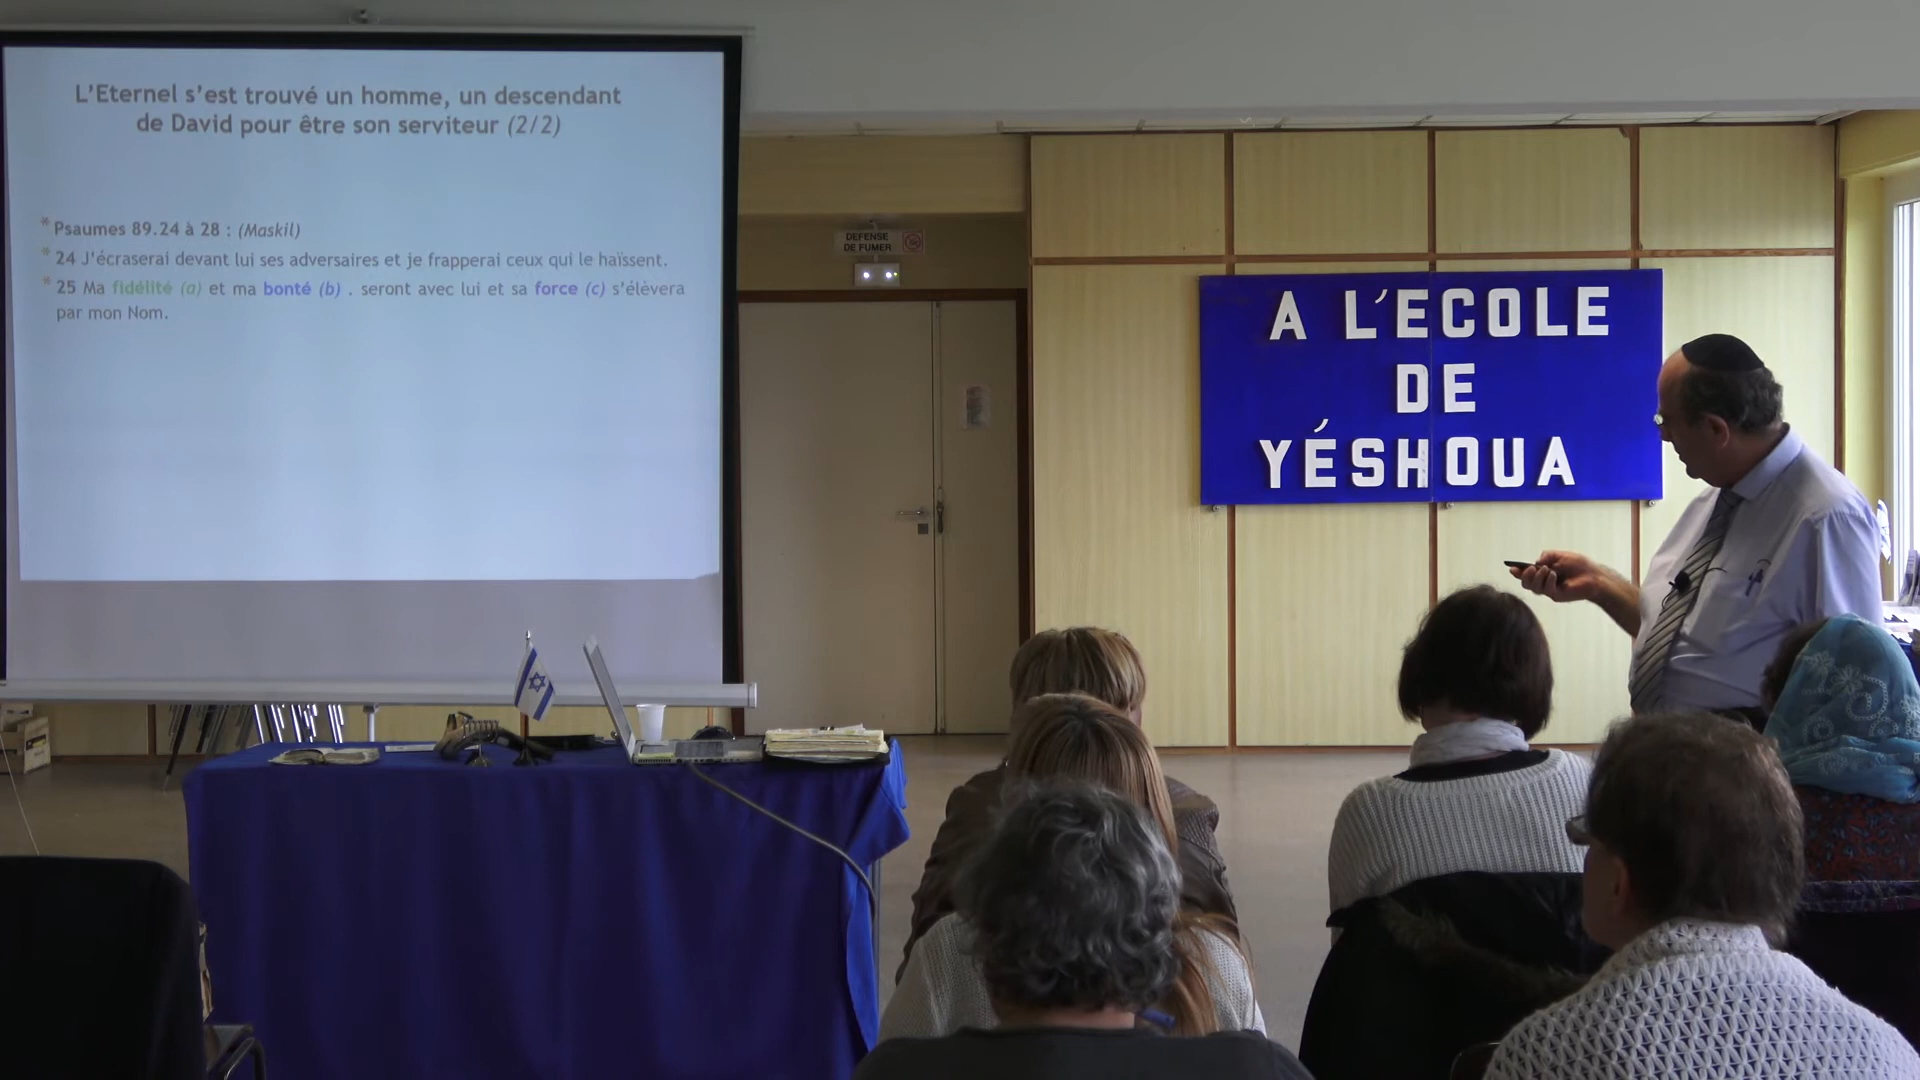 L'Eternel s'est trouvé un homme, un descendant
de David pour être son serviteur (2/2)
* Psaumes 89.24 à 28 : (Maskil)
* 24 J'écraserai devant lui ses adversaires et je frapperai ceux qui le haïssent.
* 25 Ma fidélité (a) et ma bonté (b) . seront avec lui et sa force (c) s'élèvera
par mon Nom.
DEFENSE
DE FUMER
A L'ECOLE
DE
YÉSHOUA